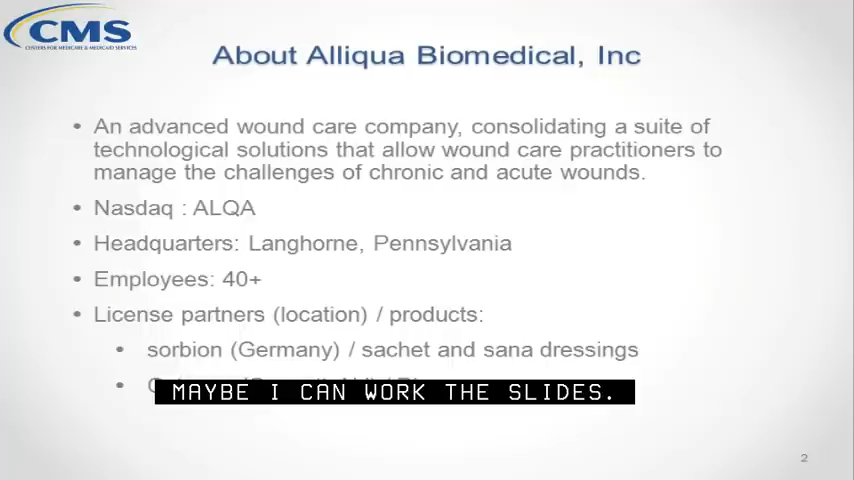 CMS
CENTERS FOR MEDICARE & MEDICAID SERVICES
About Alliqua Biomedical, Inc
• An advanced wound care company, consolidating a suite of
technological solutions that allow wound care practitioners to
manage the challenges of chronic and acute wounds.
• Nasdaq : ALQA
• Headquarters: Langhorne, Pennsylvania
• Employees: 40+
• License partners (location) / products:
• sorbion (Germany) / sachet and sana dressings
MAYBE I CAN WORK THE SLIDES.
2